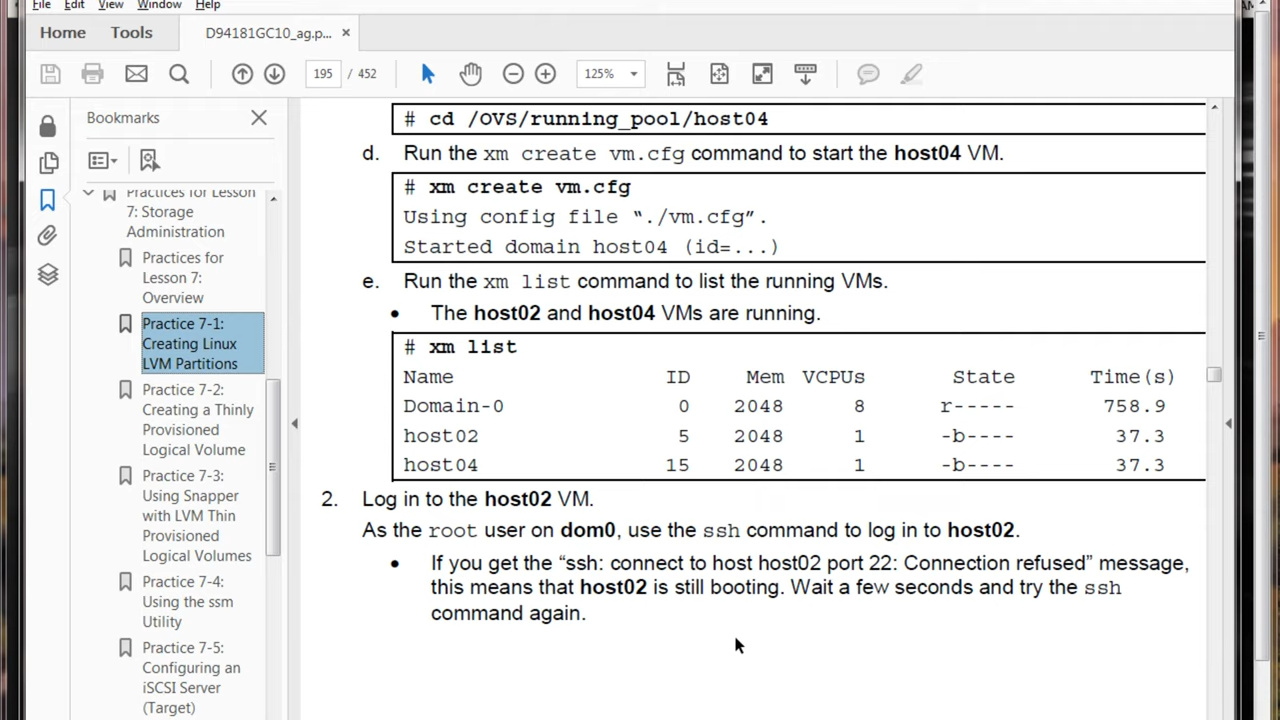 File Edit View Window Help
Home Tools D94181GC10_ag.p... ×
195 / 452 125%
Bookmarks
Practices for Lesson
7: Storage
Administration
Practices for
Lesson 7:
Overview
Practice 7-1:
Creating Linux
LVM Partitions
Practice 7-2:
Creating a Thinly
Provisioned
Logical Volume
Practice 7-3:
Using Snapper
with LVM Thin
Provisioned
Logical Volumes
Practice 7-4:
Using the ssm
Utility
Practice 7-5:
Configuring an
iSCSI Server
(Target)
# cd /OVS/running_pool/host04
d. Run the xm create vm.cfg command to start the host04 VM.
# xm create vm.cfg
Using config file “./vm.cfg”.
Started domain host04 (id=...)
e. Run the xm list command to list the running VMs.
• The host02 and host04 VMs are running.
# xm list
Name ID Mem VCPUs State Time(s)
Domain-0 0 2048 8 r----- 758.9
host02 5 2048 1 -b---- 37.3
host04 15 2048 1 -b---- 37.3
2. Log in to the host02 VM.
As the root user on dom0, use the ssh command to log in to host02.
• If you get the “ssh: connect to host host02 port 22: Connection refused” message,
this means that host02 is still booting. Wait a few seconds and try the ssh
command again.